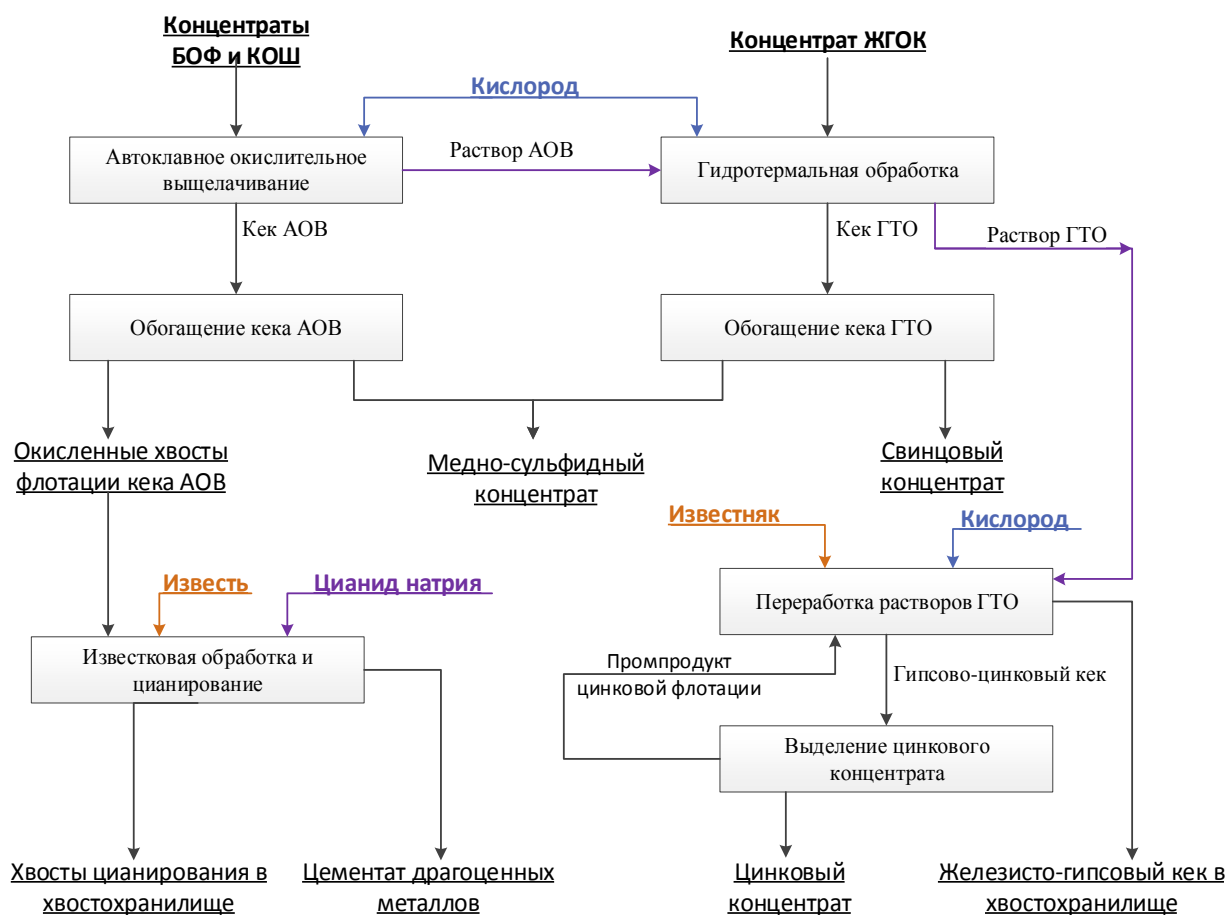 Концентраты
БОФ и КОШ
Концентрат ЖГОК
Кислород
Автоклавное окислительное
выщелачивание
Раствор АОВ
Гидротермальная обработка
Кек АОВ
Кек ГТО
Раствор ГТО
Обогащение кека АОВ
Обогащение кека ГТО
Окисленные хвосты
флотации кека АОВ
Медно-сульфидный
концентрат
Свинцовый
концентрат
Известняк
Кислород
Известь
Цианид натрия
Переработка растворов ГТО
Известковая обработка и
цианирование
Промпродукт
цинковой флотации
Гипсово-цинковый кек
Выделение цинкового
концентрата
Хвосты цианирования в
хвостохранилище
Цементат драгоценных
металлов
Цинковый
концентрат
Железисто-гипсовый кек в
хвостохранилище